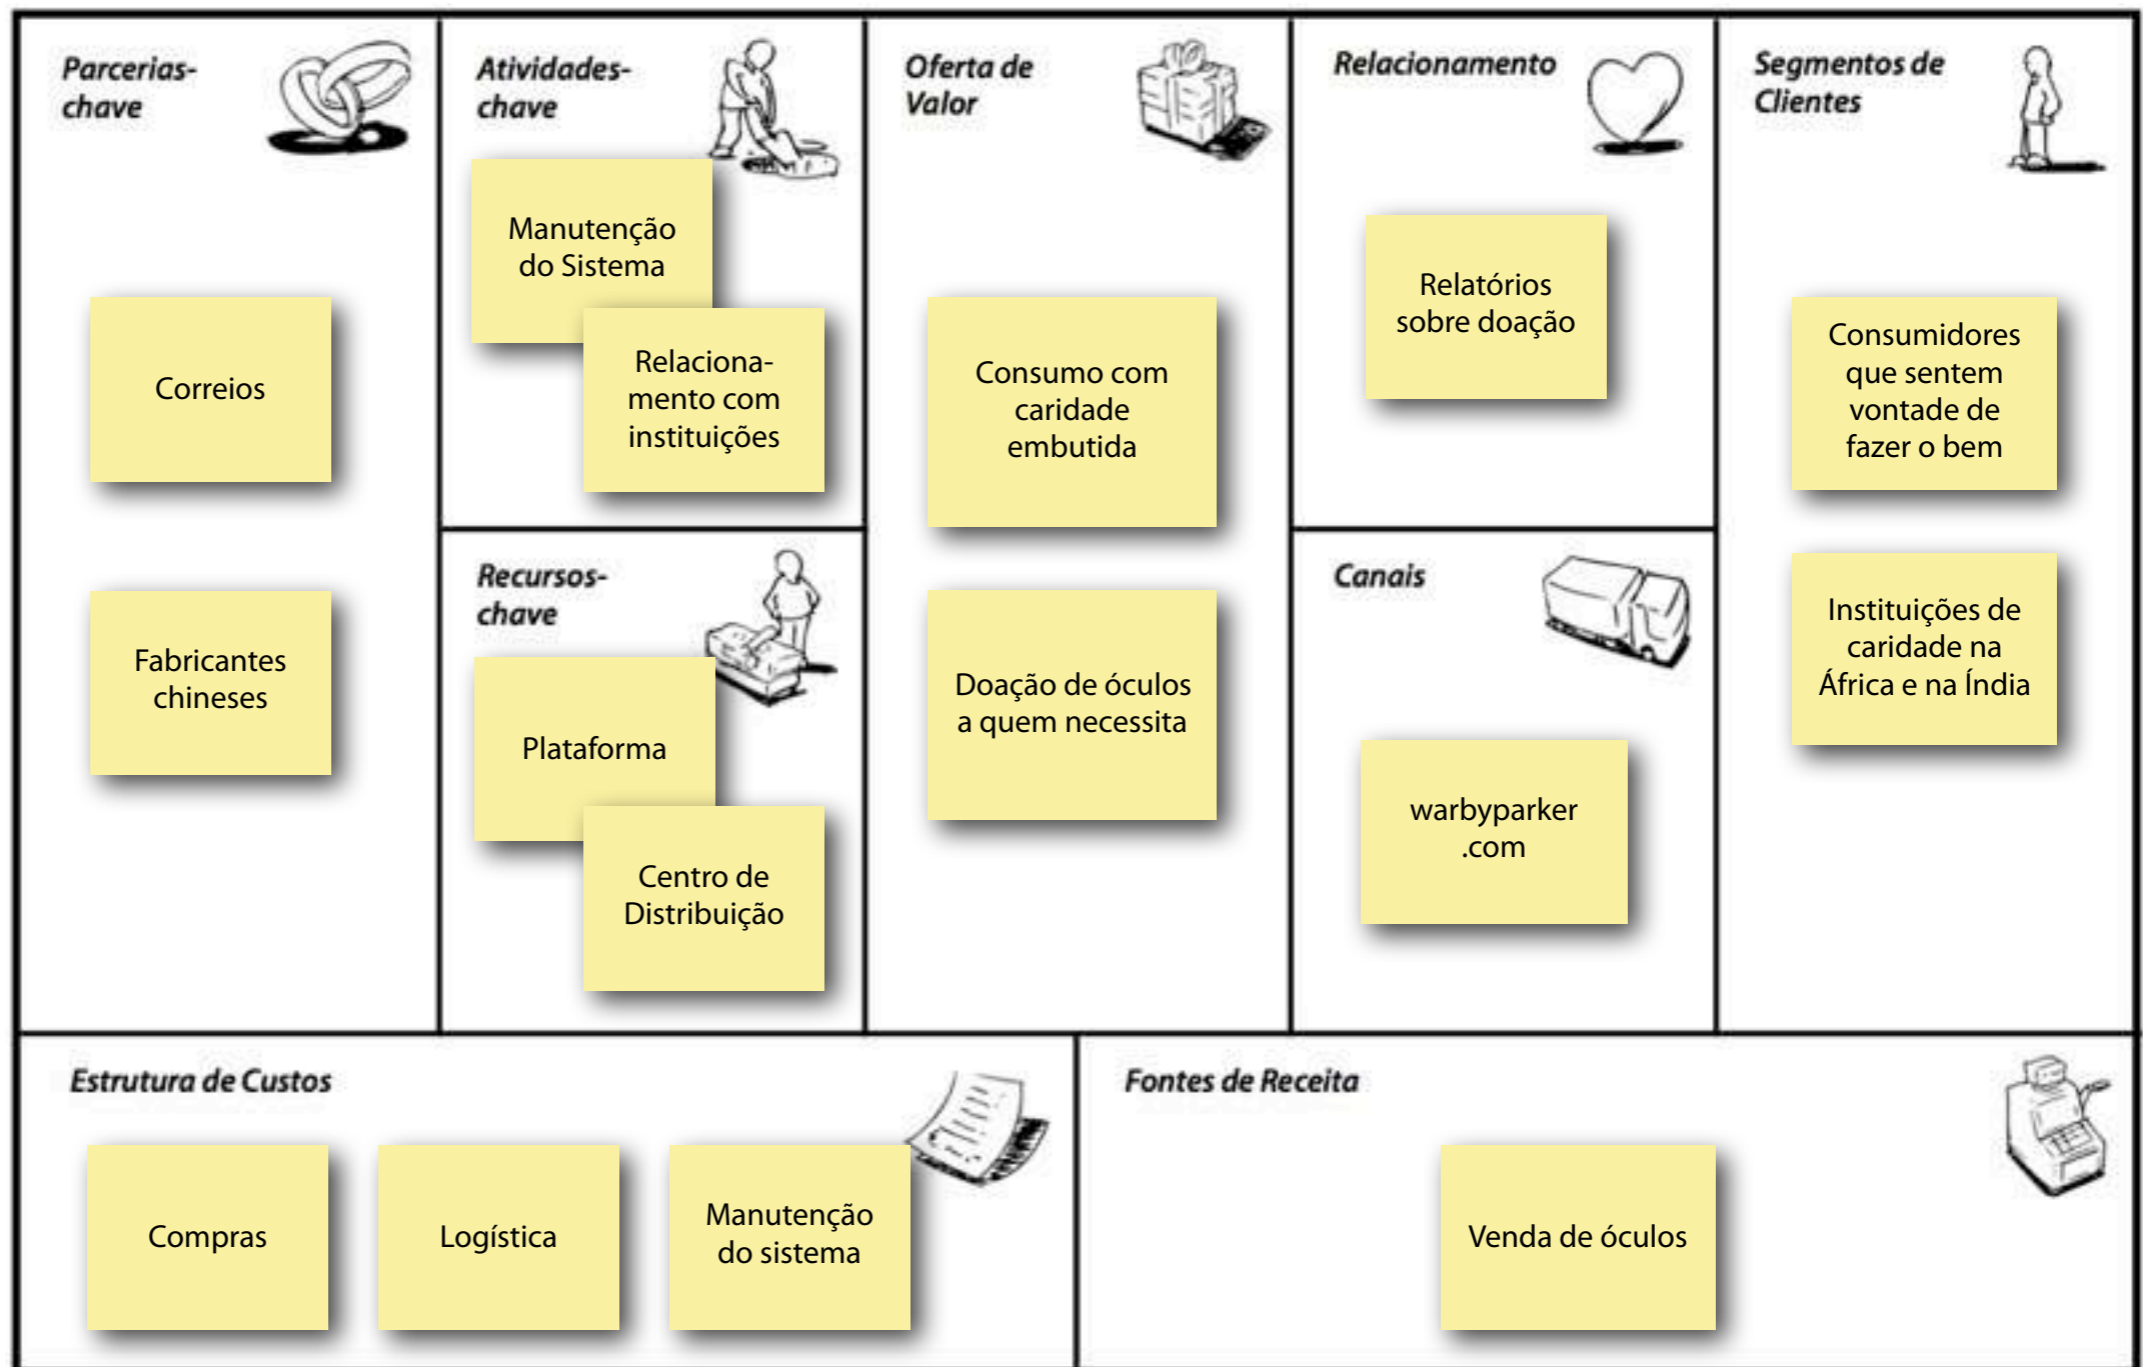 Parcerias-
chave
Correios
Fabricantes
chineses
Atividades-
chave
Manutenção
do Sistema
Relaciona-
mento com
instituições
Recursos-
chave
Plataforma
Centro de
Distribuição
Oferta de
Valor
Consumo com
caridade
embutida
Doação de óculos
a quem necessita
Relacionamento
Relatórios
sobre doação
Canais
warbyparker
.com
Segmentos de
Clientes
Consumidores
que sentem
vontade de
fazer o bem
Instituições de
caridade na
África e na Índia
Estrutura de Custos
Compras
Logística
Manutenção
do sistema
Fontes de Receita
Venda de óculos